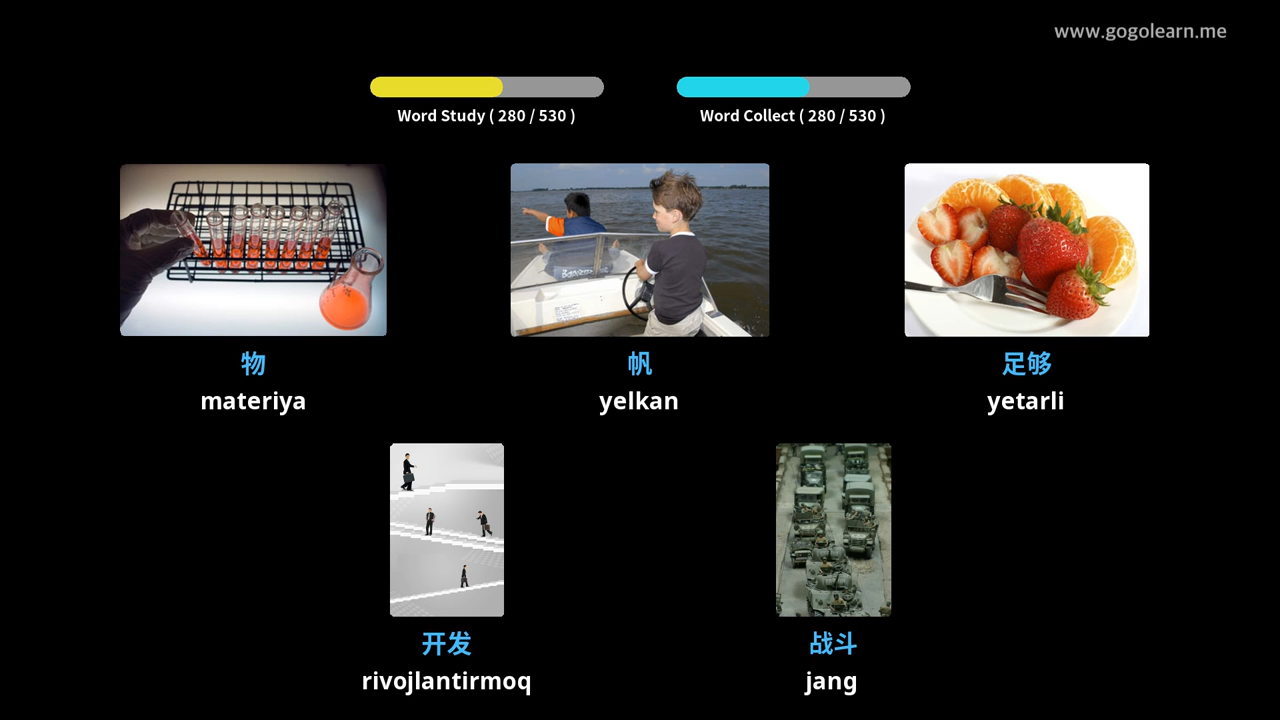 www.gogolearn.me
Word Study ( 280 / 530 )
Word Collect ( 280 / 530 )
物
materiya
帆
yelkan
足够
yetarli
开发
rivojlantirmoq
战斗
jang